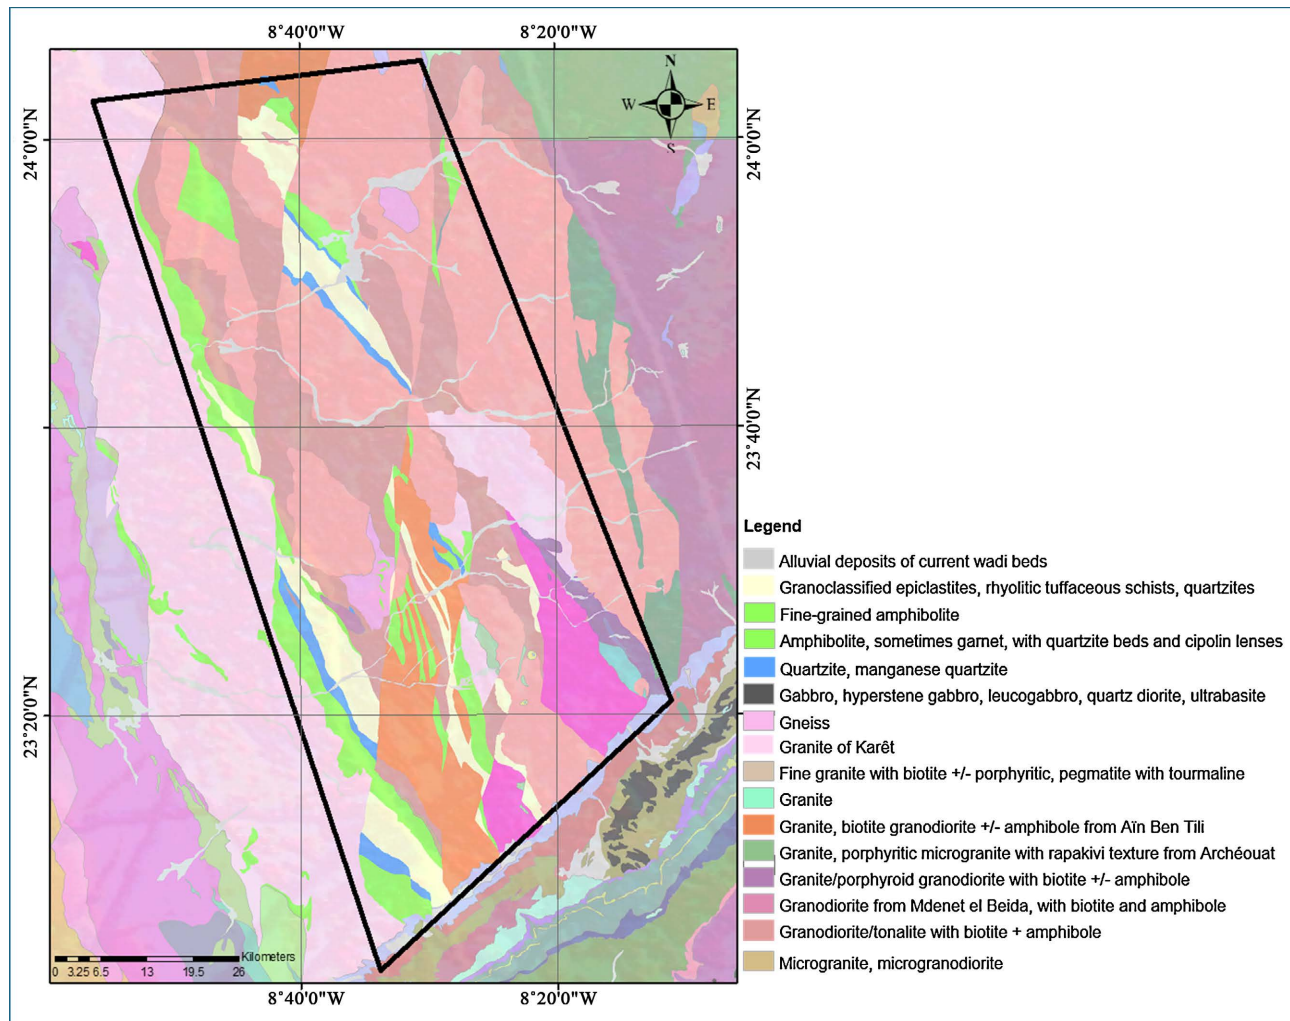 8°40'0"W 8°20'0"W
N
W E
S
24°0'0"N 24°0'0"N
23°40'0"N
23°20'0"N
Legend
Alluvial deposits of current wadi beds
Granoclassified epiclastites, rhyolitic tuffaceous schists, quartzites
Fine-grained amphibolite
Amphibolite, sometimes garnet, with quartzite beds and cipolin lenses
Quartzite, manganese quartzite
Gabbro, hyperstene gabbro, leucogabbro, quartz diorite, ultrabasite
Gneiss
Granite of Karêt
Fine granite with biotite +/- porphyritic, pegmatite with tourmaline
Granite
Granite, biotite granodiorite +/- amphibole from Aïn Ben Tili
Granite, porphyritic microgranite with rapakivi texture from Archéouat
Granite/porphyroid granodiorite with biotite +/- amphibole
Granodiorite from Mdenet el Beida, with biotite and amphibole
Granodiorite/tonalite with biotite + amphibole
Microgranite, microgranodiorite
Kilometers
0 3.25 6.5 13 19.5 26
8°40'0"W 8°20'0"W